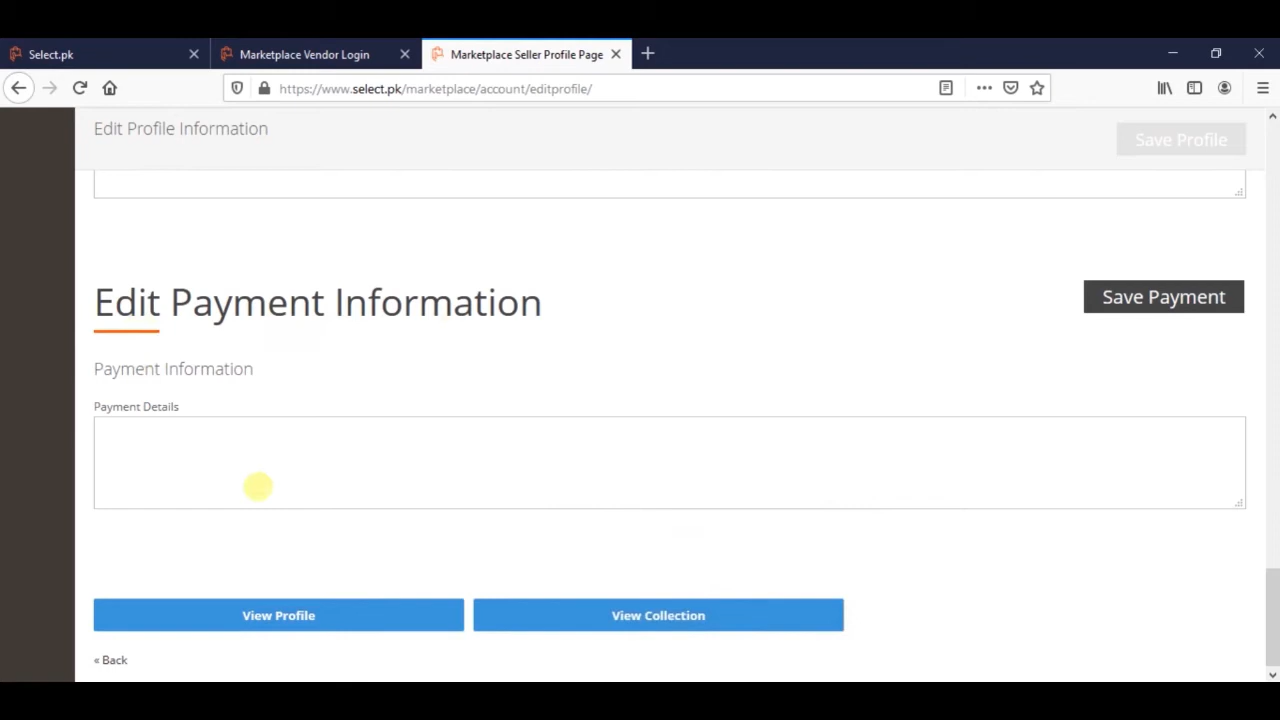 Select.pk
Marketplace Vendor Login
Marketplace Seller Profile Page
https://www.select.pk/marketplace/account/editprofile/
Edit Profile Information
Save Profile
Edit Payment Information
Save Payment
Payment Information
Payment Details
View Profile
View Collection
« Back